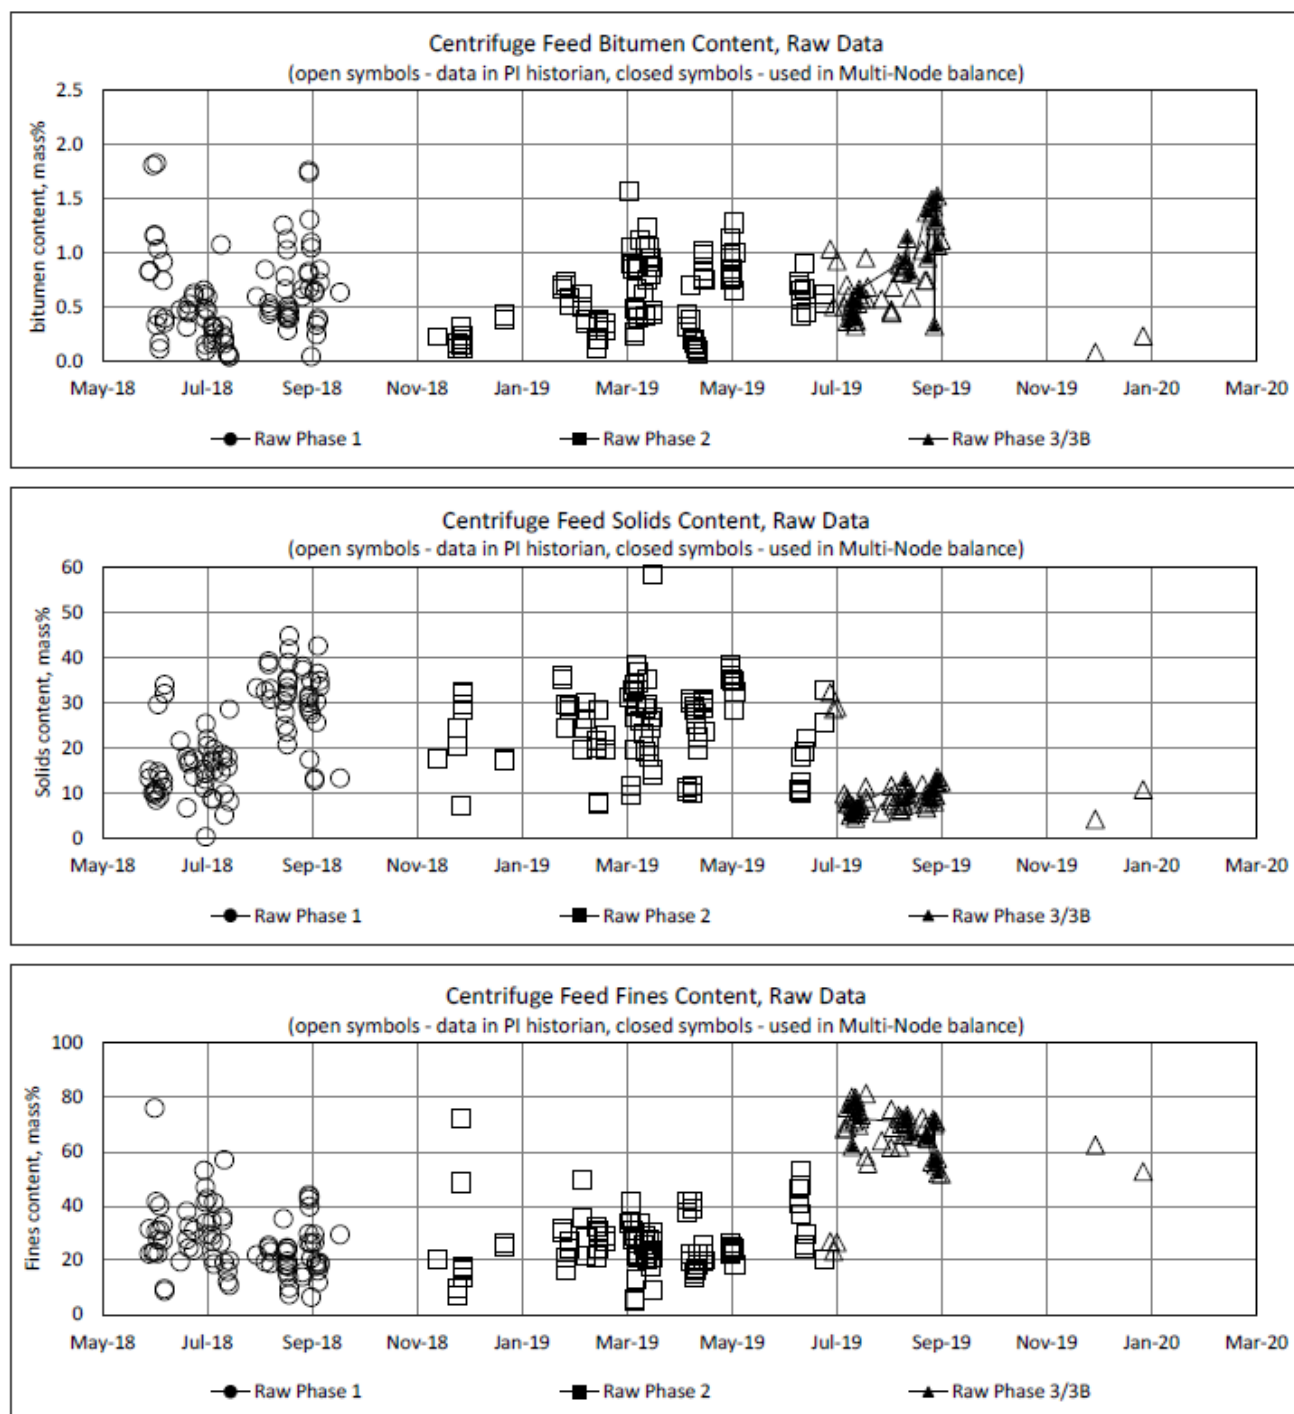 Centrifuge Feed Bitumen Content, Raw Data
(open symbols - data in PI historian, closed symbols - used in Multi-Node balance)
bitumen content, mass%
2.5
2.0
1.5
1.0
0.5
0.0
May-18 Jul-18 Sep-18 Nov-18 Jan-19 Mar-19 May-19 Jul-19 Sep-19 Nov-19 Jan-20 Mar-20
Raw Phase 1 Raw Phase 2 Raw Phase 3/3B
Centrifuge Feed Solids Content, Raw Data
(open symbols - data in PI historian, closed symbols - used in Multi-Node balance)
Solids content, mass%
60
50
40
30
20
10
0
May-18 Jul-18 Sep-18 Nov-18 Jan-19 Mar-19 May-19 Jul-19 Sep-19 Nov-19 Jan-20 Mar-20
Raw Phase 1 Raw Phase 2 Raw Phase 3/3B
Centrifuge Feed Fines Content, Raw Data
(open symbols - data in PI historian, closed symbols - used in Multi-Node balance)
Fines content, mass%
100
80
60
40
20
0
May-18 Jul-18 Sep-18 Nov-18 Jan-19 Mar-19 May-19 Jul-19 Sep-19 Nov-19 Jan-20 Mar-20
Raw Phase 1 Raw Phase 2 Raw Phase 3/3B